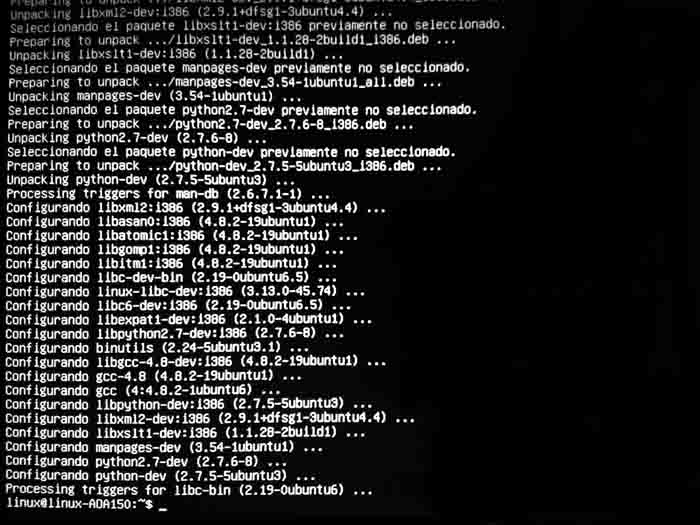 Preparing to unpack
Unpacking libxml2-dev:i386 (2.9.1+dfsg1-3ubuntu4.4) ...
Seleccionando el paquete libxslt1-dev:i386 previamente no seleccionado.
Preparing to unpack .../libxslt1-dev_1.1.28-2build1_i386.deb ...
Unpacking libxslt1-dev:i386 (1.1.28-2build1) ...
Seleccionando el paquete manpages-dev previamente no seleccionado.
Preparing to unpack .../manpages-dev_3.54-1ubuntu1_all.deb ...
Unpacking manpages-dev (3.54-1ubuntu1) ...
Seleccionando el paquete python2.7-dev previamente no seleccionado.
Preparing to unpack .../python2.7-dev_2.7.6-8_i386.deb ...
Unpacking python2.7-dev (2.7.6-8) ...
Seleccionando el paquete python-dev previamente no seleccionado.
Preparing to unpack .../python-dev_2.7.5-5ubuntu3_i386.deb ...
Unpacking python-dev (2.7.5-5ubuntu3) ...
Processing triggers for man-db (2.6.7.1-1) ...
Configurando libxml2:i386 (2.9.1+dfsg1-3ubuntu4.4) ...
Configurando libasan0:i386 (4.8.2-19ubuntu1) ...
Configurando libatomic1:i386 (4.8.2-19ubuntu1) ...
Configurando libgomp1:i386 (4.8.2-19ubuntu1) ...
Configurando libitm1:i386 (4.8.2-19ubuntu1) ...
Configurando libc-dev-bin (2.19-0ubuntu6.5) ...
Configurando linux-libc-dev:i386 (3.13.0-45.74) ...
Configurando libc6-dev:i386 (2.19-0ubuntu6.5) ...
Configurando libexpat1-dev:i386 (2.1.0-4ubuntu1) ...
Configurando libpython2.7-dev:i386 (2.7.6-8) ...
Configurando binutils (2.24-5ubuntu3.1) ...
Configurando libgcc-4.8-dev:i386 (4.8.2-19ubuntu1) ...
Configurando gcc-4.8 (4.8.2-19ubuntu1) ...
Configurando gcc (4:4.8.2-1ubuntu6) ...
Configurando libpython-dev:i386 (2.7.5-5ubuntu3) ...
Configurando libxml2-dev:i386 (2.9.1+dfsg1-3ubuntu4.4) ...
Configurando libxslt1-dev:i386 (1.1.28-2build1) ...
Configurando manpages-dev (3.54-1ubuntu1) ...
Configurando python2.7-dev (2.7.6-8) ...
Configurando python-dev (2.7.5-5ubuntu3) ...
Processing triggers for libc-bin (2.19-0ubuntu6) ...
linux@linux-AOA150:~$ _